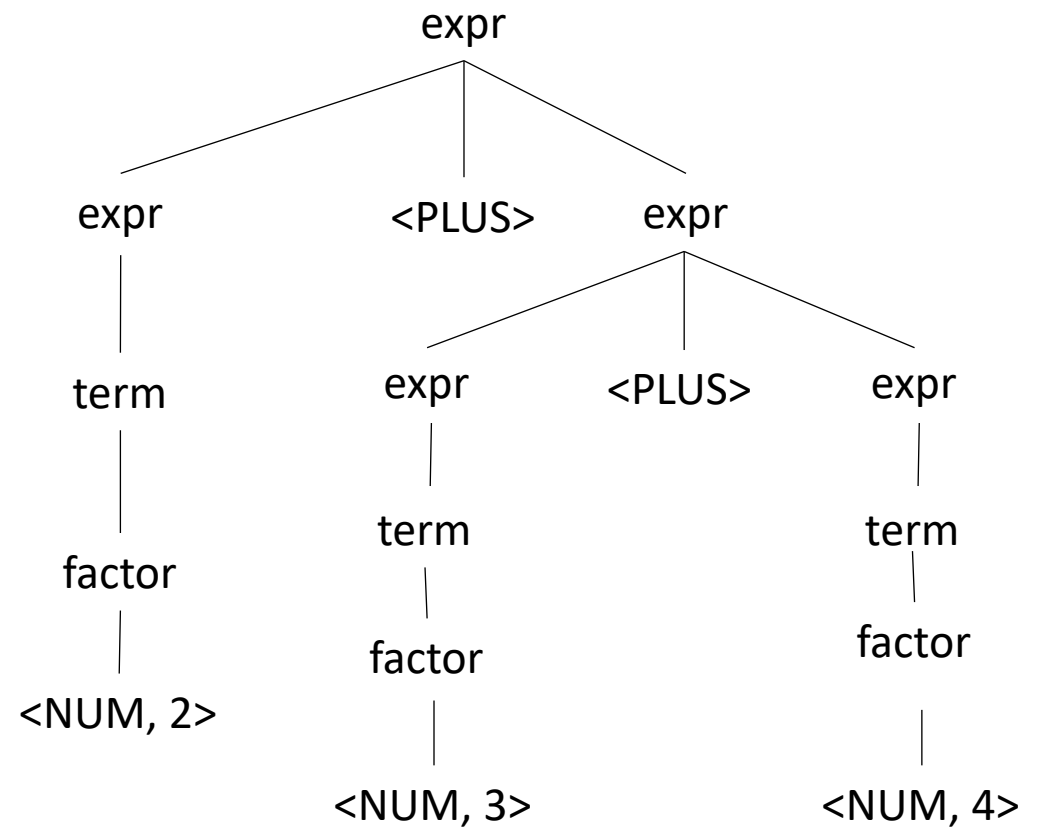 expr
expr <PLUS> expr
term expr <PLUS> expr
term term
factor
factor factor
<NUM, 2>
<NUM, 3> <NUM, 4>